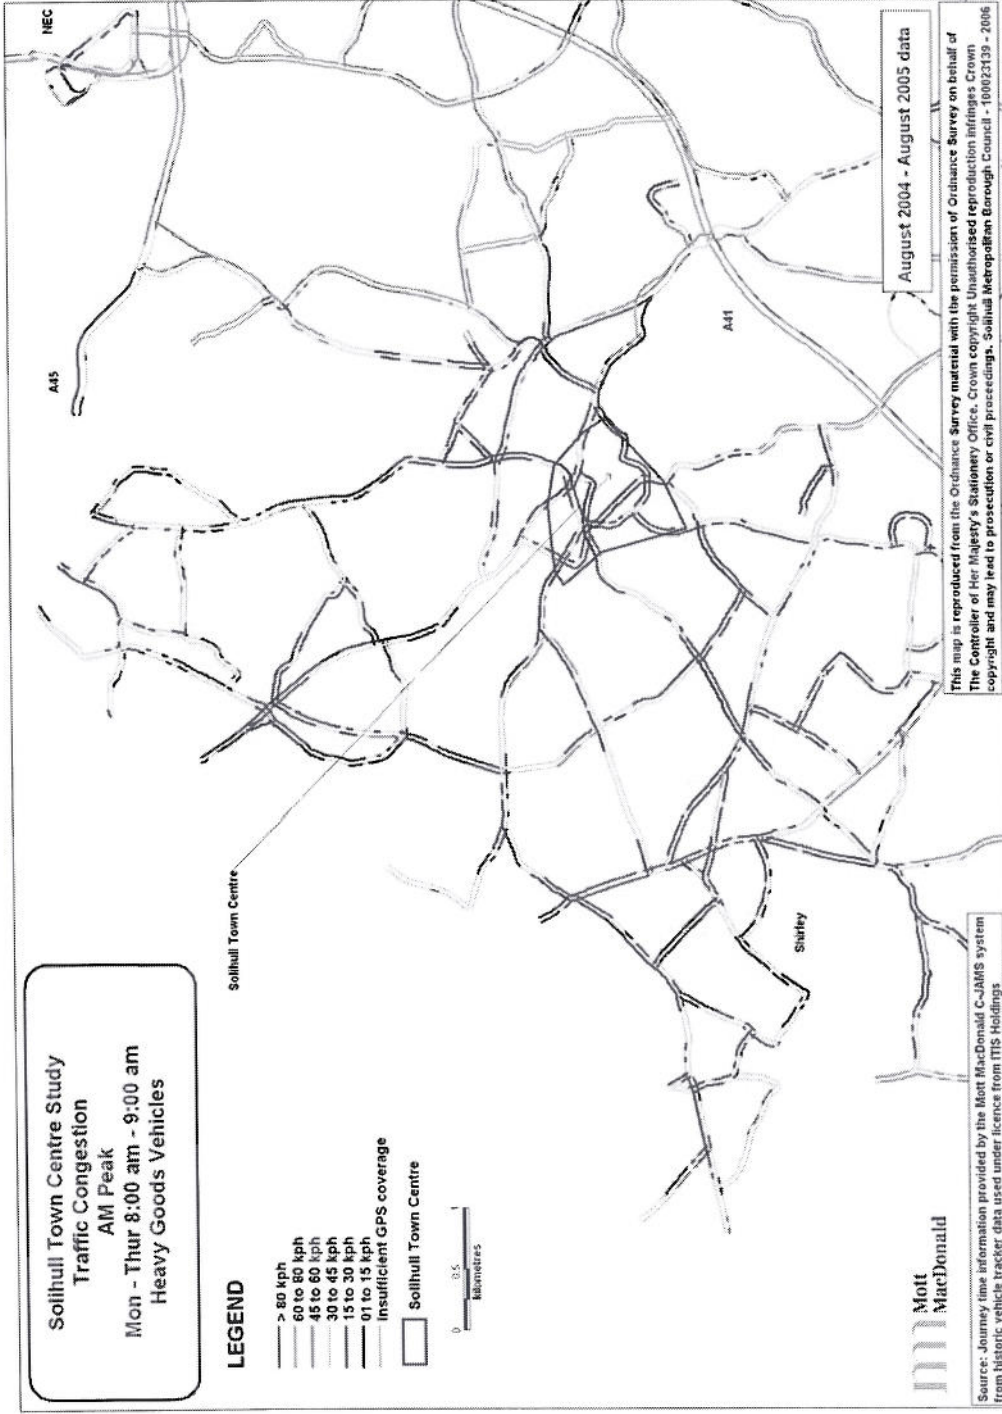 Solihull Town Centre Study
Traffic Congestion
AM Peak
Mon - Thur 8:00 am - 9:00 am
Heavy Goods Vehicles
LEGEND
> 80 kph
60 to 80 kph
45 to 60 kph
30 to 45 kph
15 to 30 kph
01 to 15 kph
Insufficient GPS coverage
Solihull Town Centre
0 0.5 1
kilometres
Solihull Town Centre
NEC
A45
A41
Shirley
Mott
MacDonald
August 2004 - August 2005 data
Source: Journey time information provided by the Mott MacDonald C-JAMS system
from historic vehicle tracker data used under licence from ITIS Holdings
This map is reproduced from the Ordnance Survey material with the permission of Ordnance Survey on behalf of
The Controller of Her Majesty's Stationery Office. Crown copyright Unauthorised reproduction infringes Crown
copyright and may lead to prosecution or civil proceedings. Solihull Metropolitan Borough Council - 100023139 - 2006